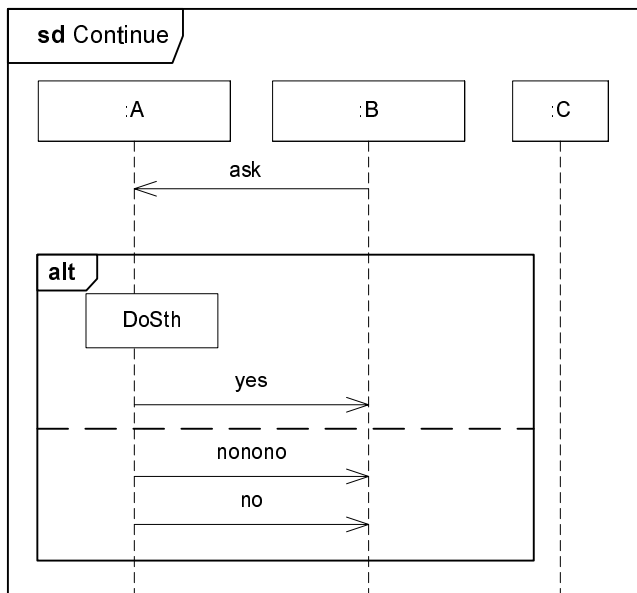 sd Continue
:A
:B
:C
ask
alt
DoSth
yes
nonono
no